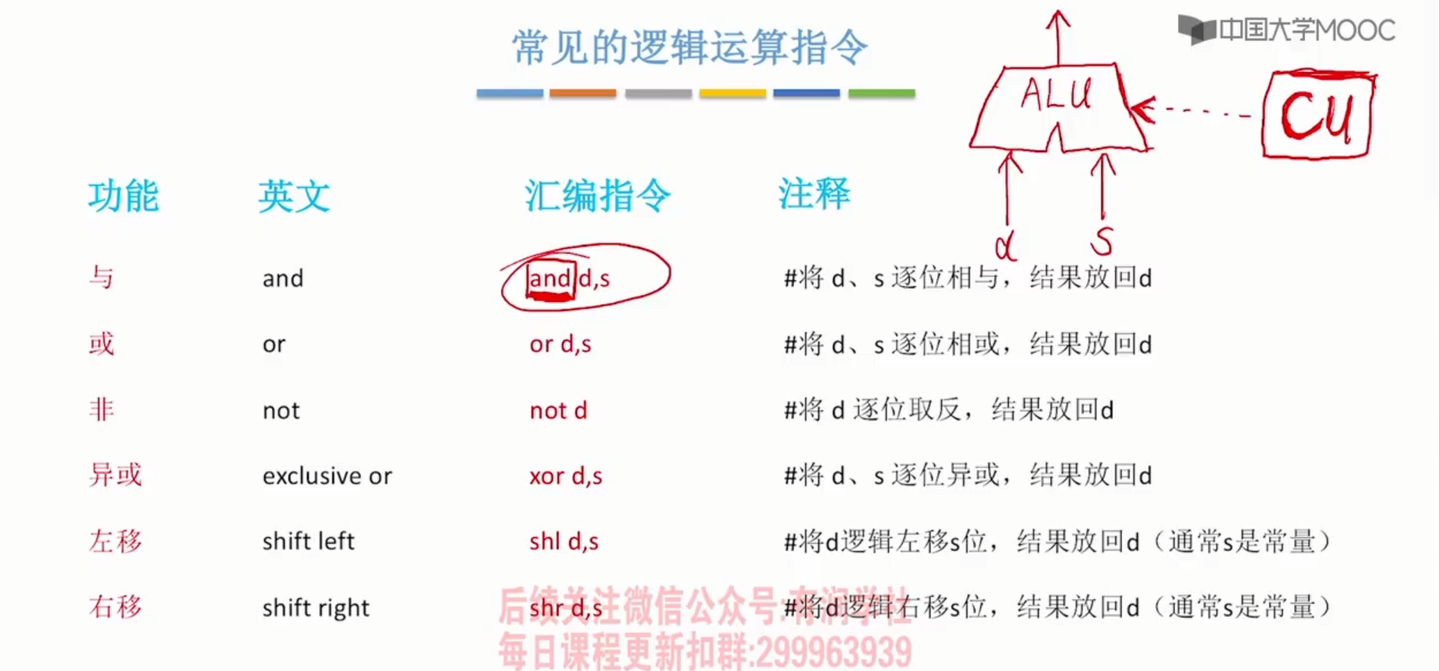 常见的逻辑运算指令
中国大学MOOC
ALU
CU
d
s
功能 英文 汇编指令 注释
与 and and d,s #将 d、s 逐位相与，结果放回d
或 or or d,s #将 d、s 逐位相或，结果放回d
非 not not d #将 d 逐位取反，结果放回d
异或 exclusive or xor d,s #将 d、s 逐位异或，结果放回d
左移 shift left shl d,s #将d逻辑左移s位，结果放回d（通常s是常量）
右移 shift right shr d,s #将d逻辑右移s位，结果放回d（通常s是常量）
后续关注微信公众号:有润学社
每日课程更新扣群:299963939